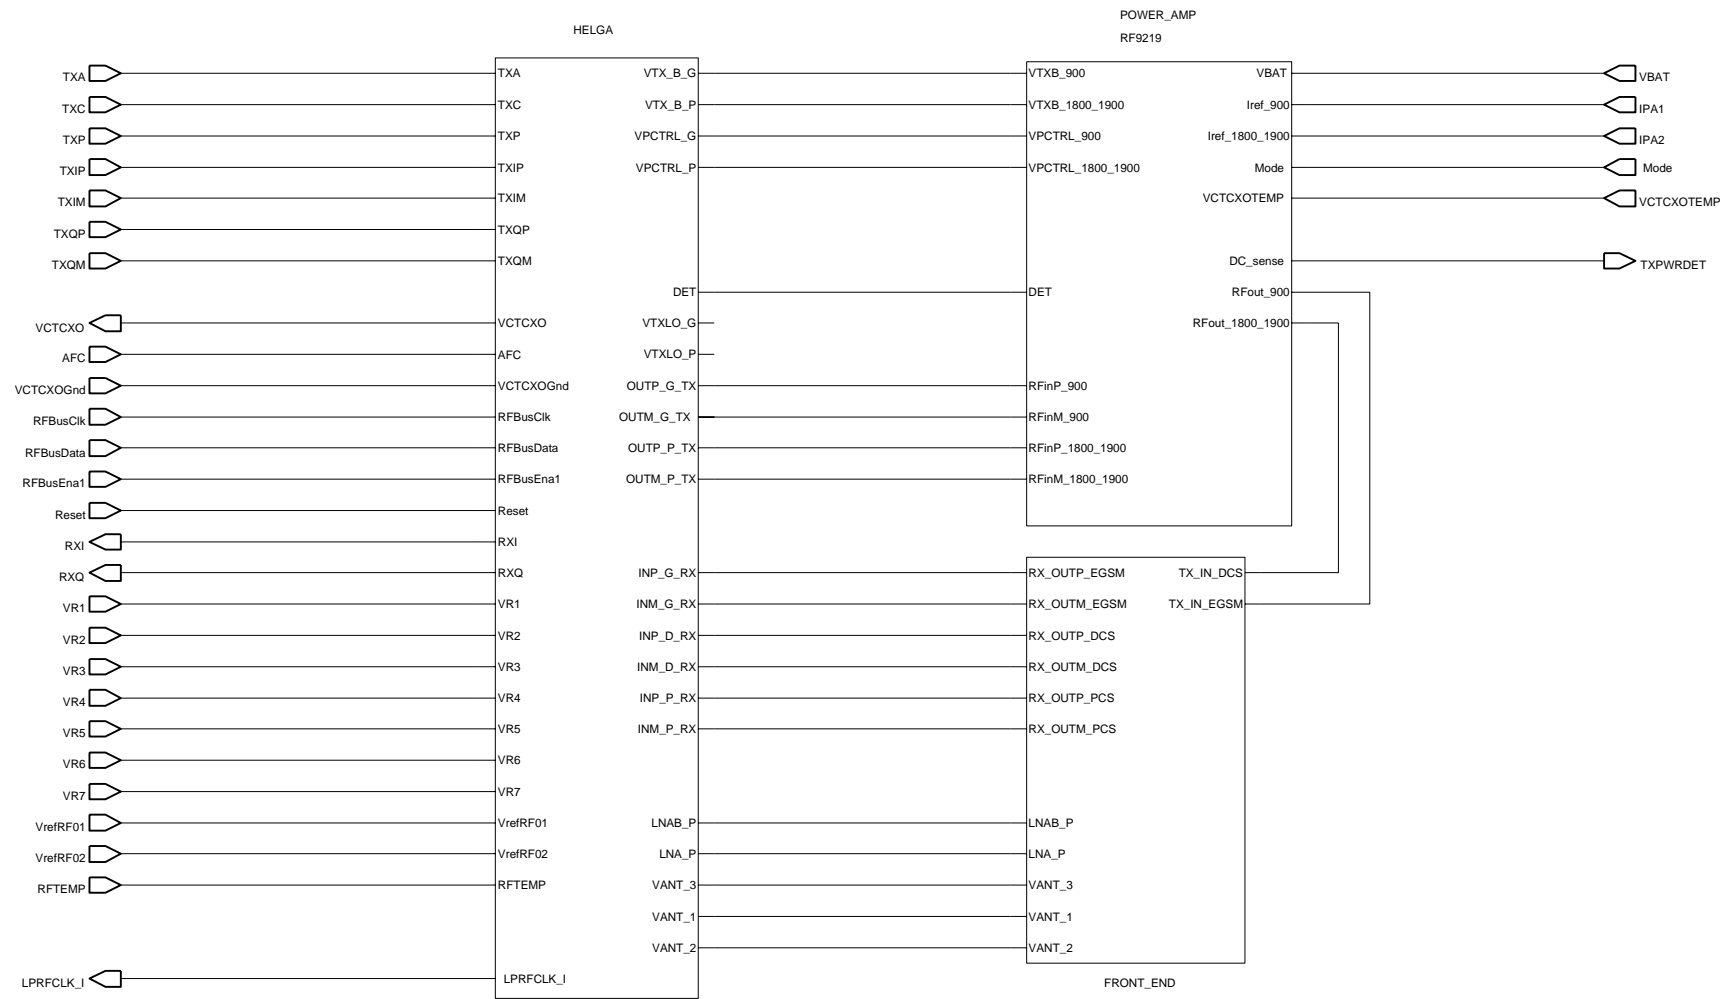 POWER_AMP
HELGA
RF9219
TXA TXA VTX_B_G VTXB_900 VBAT VBAT
TXC TXC VTX_B_P VTXB_1800_1900 Iref_900 IPA1
TXP TXP VPCTRL_G VPCTRL_900 Iref_1800_1900 IPA2
TXIP TXIP VPCTRL_P VPCTRL_1800_1900 Mode Mode
TXIM TXIM VCTCXOTEMP VCTCXOTEMP
TXQP TXQP
TXQM TXQM DC_sense TXPWRDET
DET DET RFout_900
VCTCXO VCTCXO VTXLO_G RFout_1800_1900
AFC AFC VTXLO_P
VCTCXOGnd VCTCXOGnd OUTP_G_TX RFinP_900
RFBusClk RFBusClk OUTM_G_TX RFinM_900
RFBusData RFBusData OUTP_P_TX RFinP_1800_1900
RFBusEna1 RFBusEna1 OUTM_P_TX RFinM_1800_1900
Reset Reset
RXI RXI
RXQ RXQ INP_G_RX RX_OUTP_EGSM TX_IN_DCS
VR1 VR1 INM_G_RX RX_OUTM_EGSM TX_IN_EGSM
VR2 VR2 INP_D_RX RX_OUTP_DCS
VR3 VR3 INM_D_RX RX_OUTM_DCS
VR4 VR4 INP_P_RX RX_OUTP_PCS
VR5 VR5 INM_P_RX RX_OUTM_PCS
VR6 VR6
VR7 VR7
VrefRF01 VrefRF01 LNAB_P LNAB_P
VrefRF02 VrefRF02 LNA_P LNA_P
RFTEMP RFTEMP VANT_3 VANT_3
VANT_1 VANT_1
VANT_2 VANT_2
LPRFCLK_I LPRFCLK_I FRONT_END